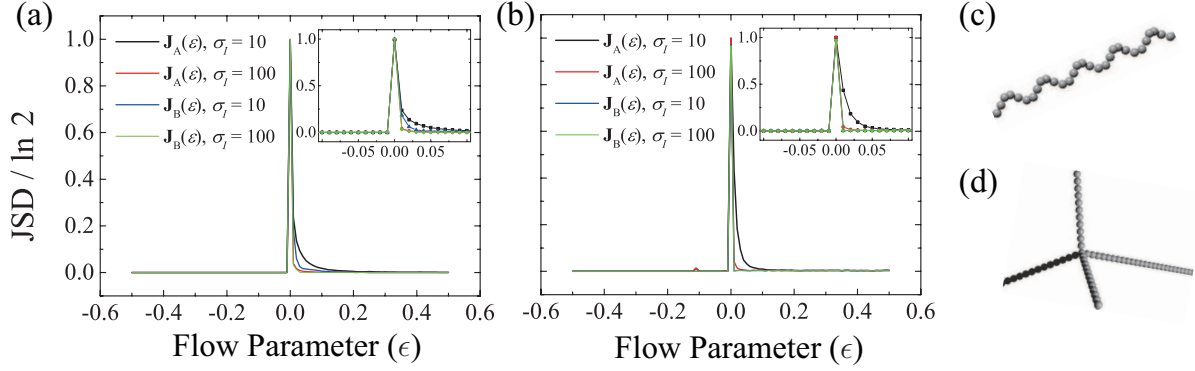 (a)
JSD / ln 2
1.0
0.8
0.6
0.4
0.2
0.0
-0.6 -0.4 -0.2 0.0 0.2 0.4 0.6
Flow Parameter (ϵ)
J_A(ε), σ_I = 10
J_A(ε), σ_I = 100
J_B(ε), σ_I = 10
J_B(ε), σ_I = 100
1.0
0.5
0.0
-0.05 0.00 0.05
(b)
-0.6 -0.4 -0.2 0.0 0.2 0.4 0.6
Flow Parameter (ϵ)
J_A(ε), σ_I = 10
J_A(ε), σ_I = 100
J_B(ε), σ_I = 10
J_B(ε), σ_I = 100
1.0
0.5
0.0
-0.05 0.00 0.05
(c)
(d)